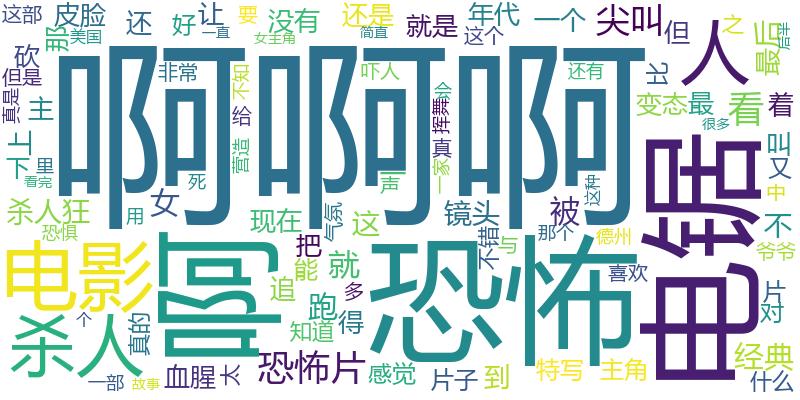 这部 皮脸 还 好 让 没有 还是 就是 年代 一个 尖叫 但 要 之 后半
美国 那 一直 女主角 简直 这个 人 最后
砍 非常 吓人 还有 比
真是 但是 主 不知 给 会 挥舞 变态 最 看 着
啊啊啊
上 营造 真 很多 叫
下 里 死 声 一家 这种 电锯 又
看完 用 女 气氛 镜头 被 中
杀人狂 现在 这 不错 那个 德州 不
恐惧 把 与 爷爷
电影 啊 能 就 恐怖 喜欢
追 多 片
个 真的 跑 得 对
杀人 知道 经典
一部 故事 血腥 太 恐怖片 感觉 片子 到 特写 主角 什么